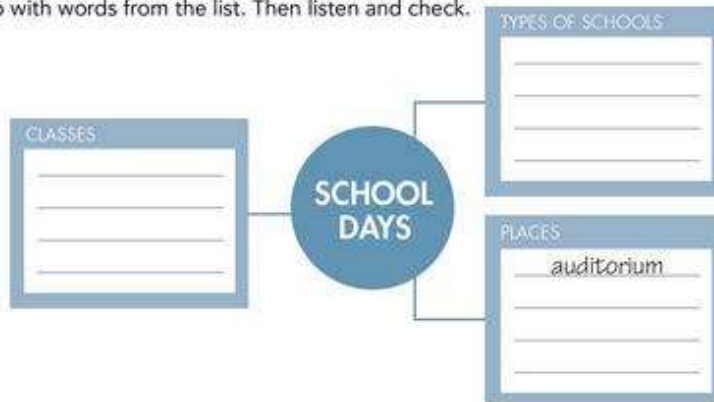 with words from the list. Then listen and check.
TYPES OF SCHOOLS
CLASSES
SCHOOL
DAYS
PLACES
auditorium